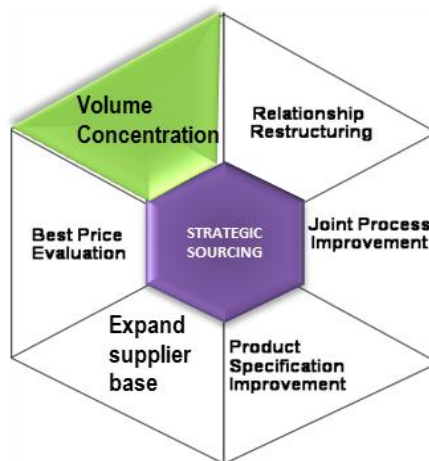 Volume
Concentration
Relationship
Restructuring
Best Price
Evaluation
STRATEGIC
SOURCING
Joint Process
Improvement
Expand
supplier
base
Product
Specification
Improvement